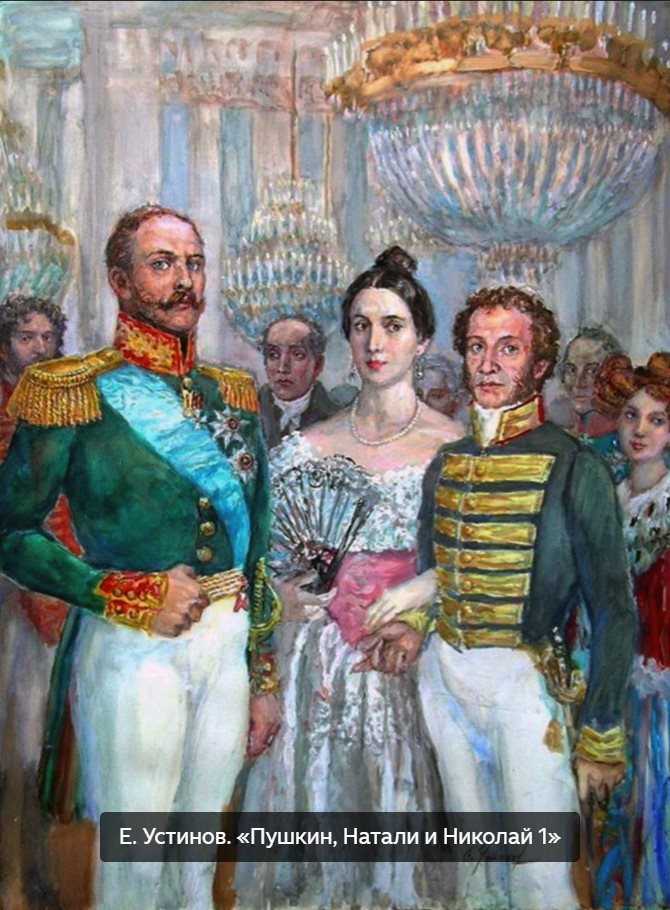 Е. Устинов. «Пушкин, Натали и Николай 1»